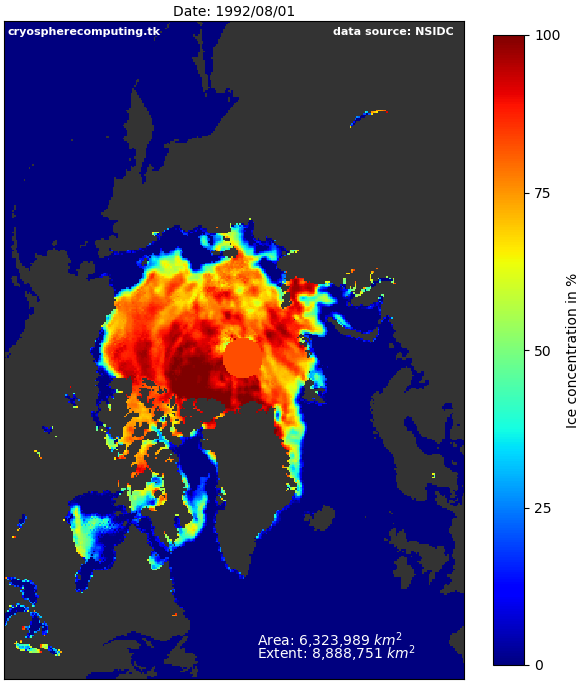 Date: 1992/08/01
cryospherecomputing.tk data source: NSIDC
100
75
50
25
0
Ice concentration in %
Area: 6,323,989 km²
Extent: 8,888,751 km²